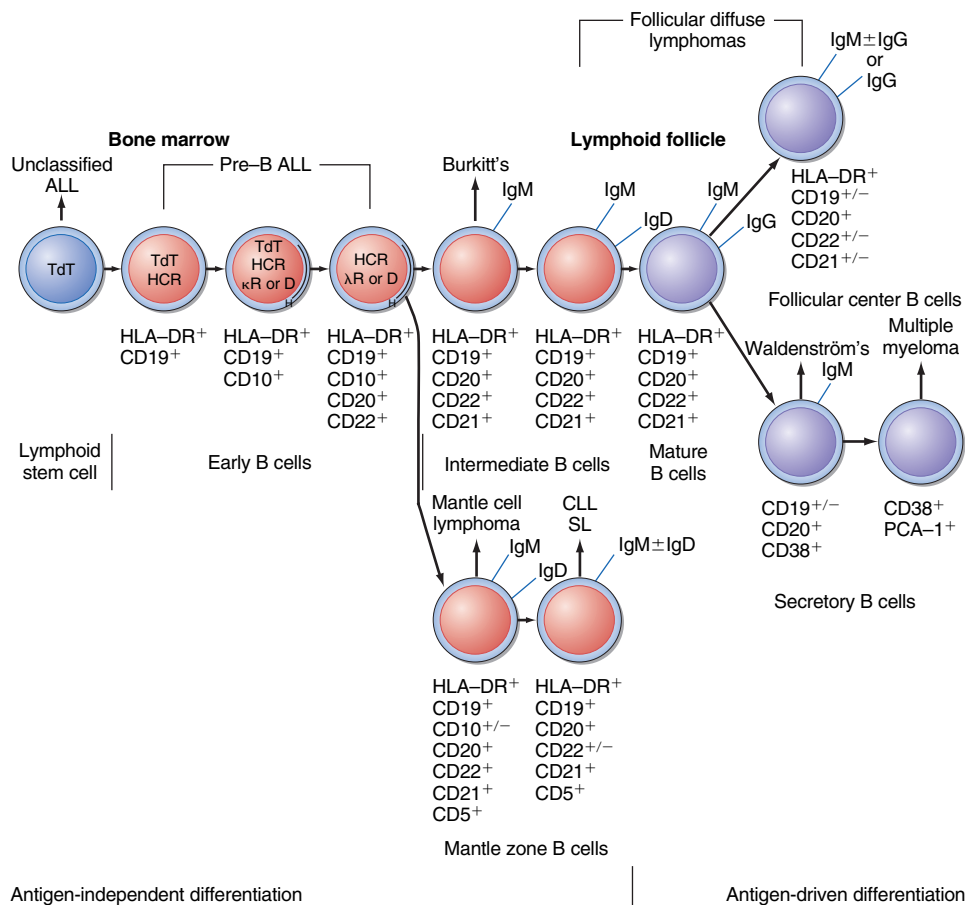 Follicular diffuse
lymphomas
IgM±IgG
or
IgG
Bone marrow
Lymphoid follicle
Unclassified
ALL
Pre–B ALL
Burkitt's
IgM
IgM
IgD
IgM
IgG
HLA–DR+
CD19+/−
CD20+
CD22+/−
CD21+/−
Follicular center B cells
TdT
TdT
HCR
TdT
HCR
κR or D
H
HCR
λR or D
H
HLA–DR+
CD19+
HLA–DR+
CD19+
CD10+
HLA–DR+
CD19+
CD10+
CD20+
CD22+
HLA–DR+
CD19+
CD20+
CD22+
CD21+
HLA–DR+
CD19+
CD20+
CD22+
CD21+
HLA–DR+
CD19+
CD20+
CD22+
CD21+
Lymphoid
stem cell
Early B cells
Intermediate B cells
Mature
B cells
Waldenström's
IgM
Multiple
myeloma
CD19+/−
CD20+
CD38+
CD38+
PCA–1+
Secretory B cells
Mantle cell
lymphoma
IgM
IgD
CLL
SL
IgM±IgD
HLA–DR+
CD19+
CD10+/−
CD20+
CD22+
CD21+
CD5+
HLA–DR+
CD19+
CD20+
CD22+/−
CD21+
CD5+
Mantle zone B cells
Antigen-independent differentiation
Antigen-driven differentiation